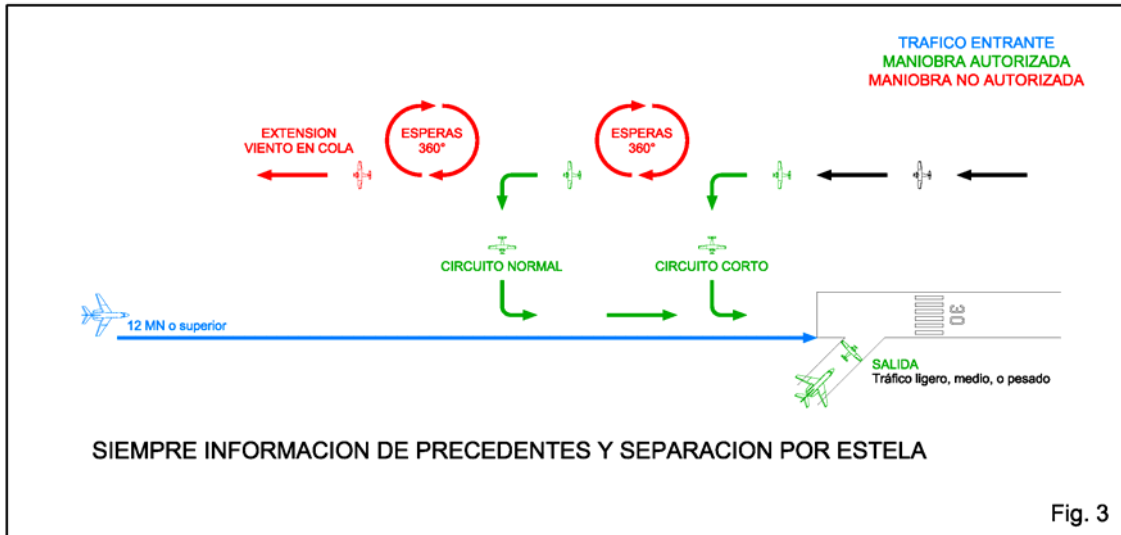 TRAFICO ENTRANTE
MANIOBRA AUTORIZADA
MANIOBRA NO AUTORIZADA
EXTENSION
VIENTO EN COLA
ESPERAS
360°
ESPERAS
360°
CIRCUITO NORMAL
CIRCUITO CORTO
12 MN o superior
30
SALIDA
Tráfico ligero, medio, o pesado
SIEMPRE INFORMACION DE PRECEDENTES Y SEPARACION POR ESTELA
Fig. 3